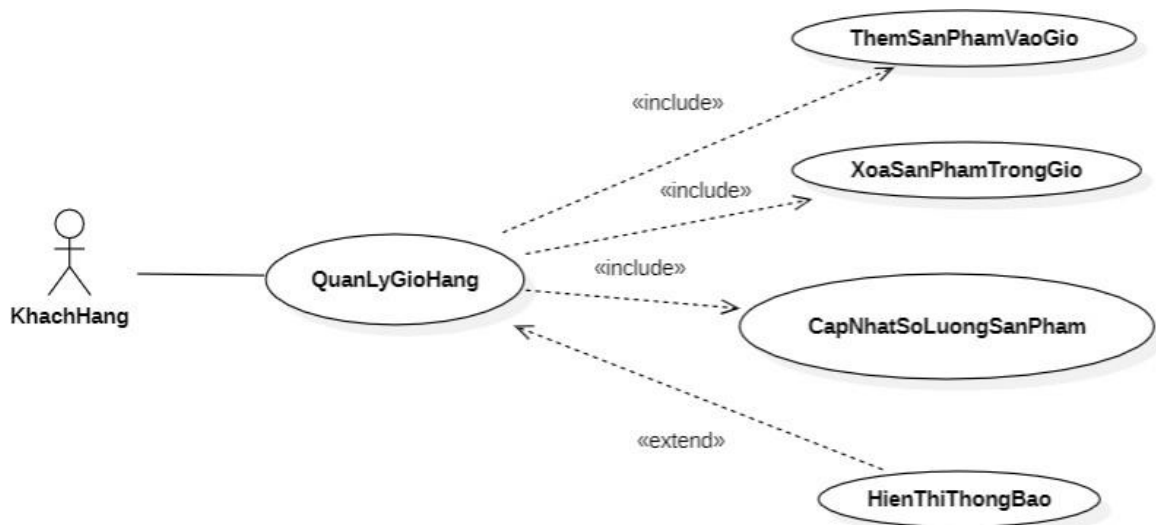 ThemSanPhamVaoGio
«include»
XoaSanPhamTrongGio
«include»
«include»
QuanLyGioHang
KhachHang
CapNhatSoLuongSanPham
«extend»
HienThiThongBao